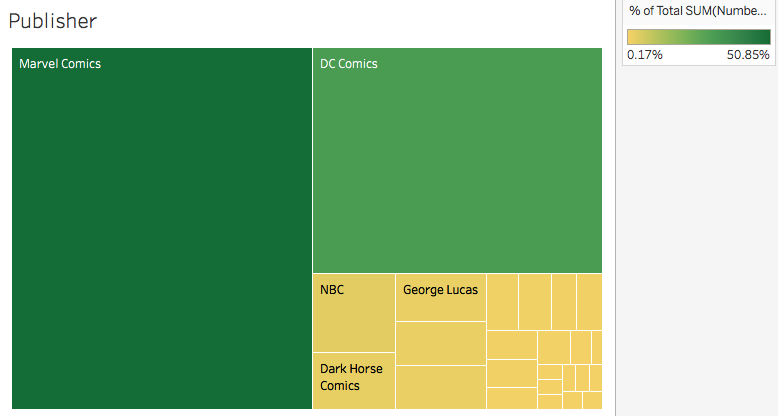 Publisher
% of Total SUM(Numbe...
0.17% 50.85%
Marvel Comics
DC Comics
NBC
George Lucas
Dark Horse
Comics